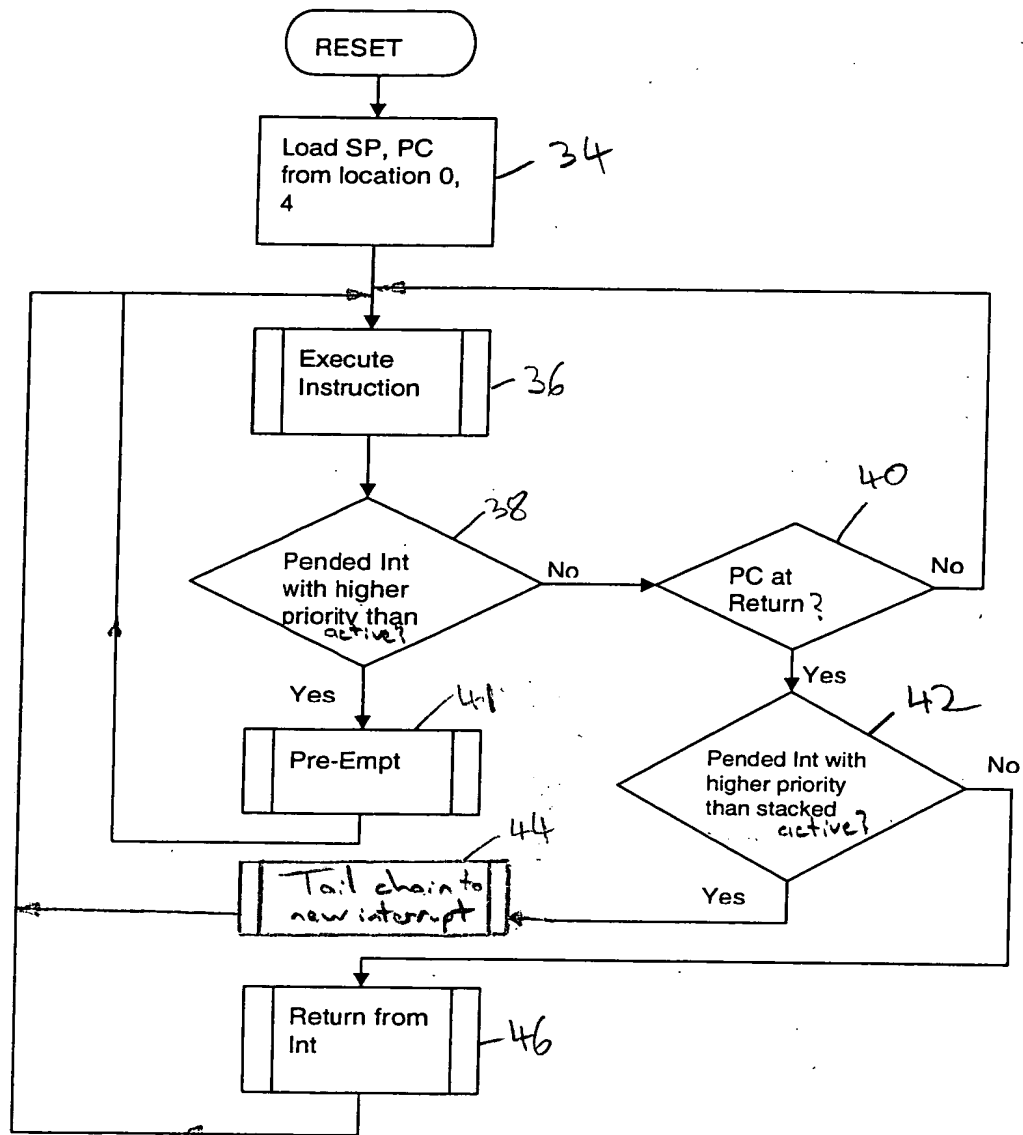 RESET
Load SP, PC
from location 0,
4
34
Execute
Instruction
36
38
Pended Int
with higher
priority than
active?
No
40
PC at
Return?
No
Yes
Yes
41
Pre-Empt
42
Pended Int with
higher priority
than stacked
active?
No
Yes
44
Tail chain to
new interrupt
Return from
Int
46